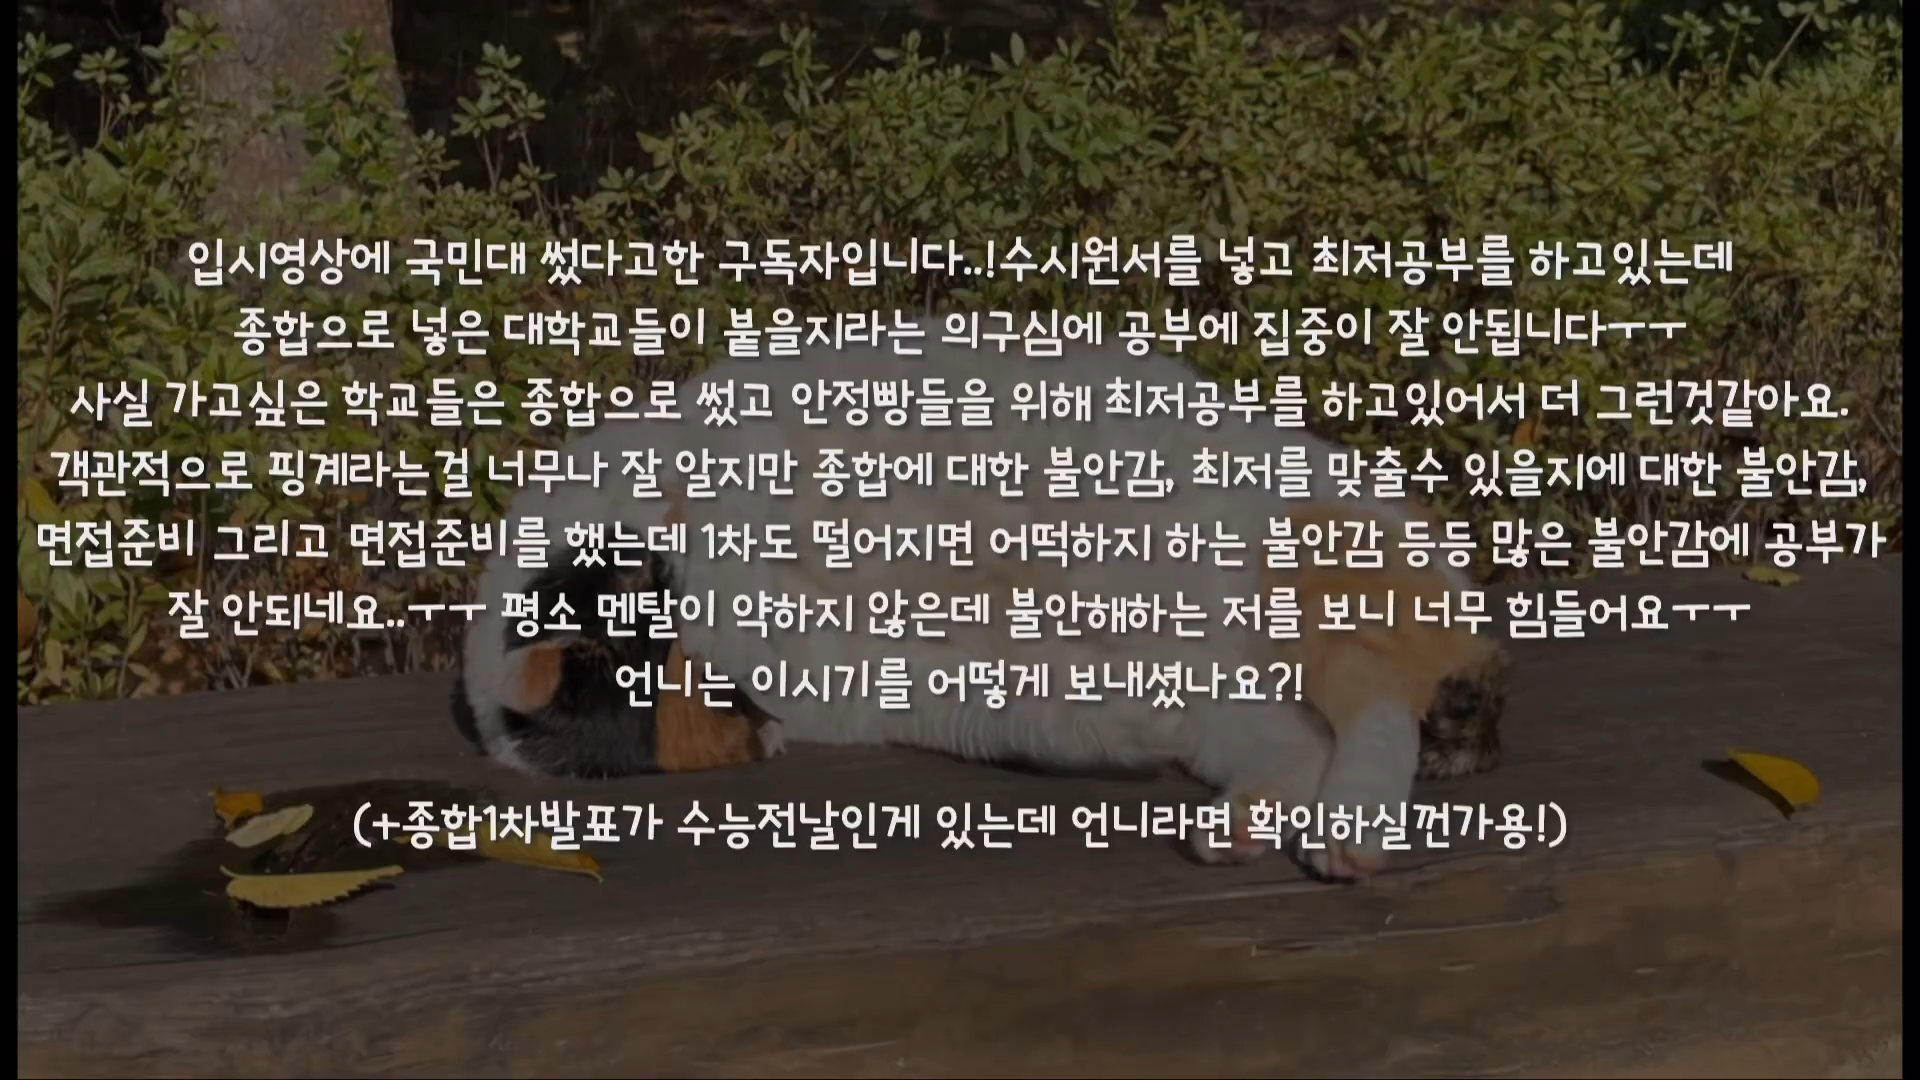 입시영상에 국민대 썼다고한 구독자입니다..!수시원서를 넣고 최저공부를 하고있는데
종합으로 넣은 대학교들이 붙을지라는 의구심에 공부에 집중이 잘 안됩니다ㅜㅜ
사실 가고싶은 학교들은 종합으로 썼고 안정빵들을 위해 최저공부를 하고있어서 더 그런것같아요.
객관적으로 핑계라는걸 너무나 잘 알지만 종합에 대한 불안감, 최저를 맞출수 있을지에 대한 불안감,
면접준비 그리고 면접준비를 했는데 1차도 떨어지면 어떡하지 하는 불안감 등등 많은 불안감에 공부가
잘 안되네요..ㅜㅜ 평소 멘탈이 약하지 않은데 불안해하는 저를 보니 너무 힘들어요ㅜㅜ
언니는 이시기를 어떻게 보내셨나요?!
(+종합1차발표가 수능전날인게 있는데 언니라면 확인하실껀가용!)